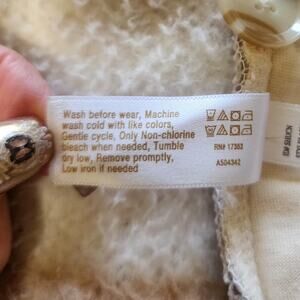 Wash before wear, Machine
wash cold with like colors,
Gentle cycle, Only Non-chlorine
bleach when needed, Tumble
dry low, Remove promptly,
Low iron if needed
RN# 17363
A504342